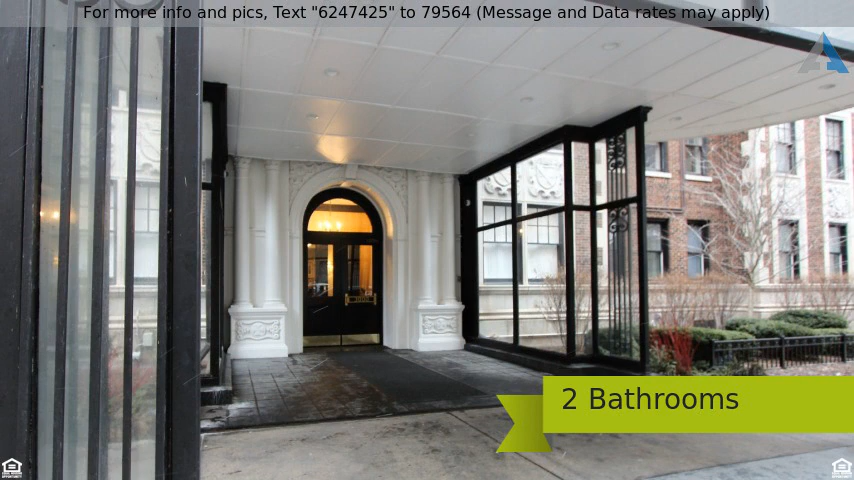 For more info and pics, Text "6247425" to 79564 (Message and Data rates may apply)
2 Bathrooms